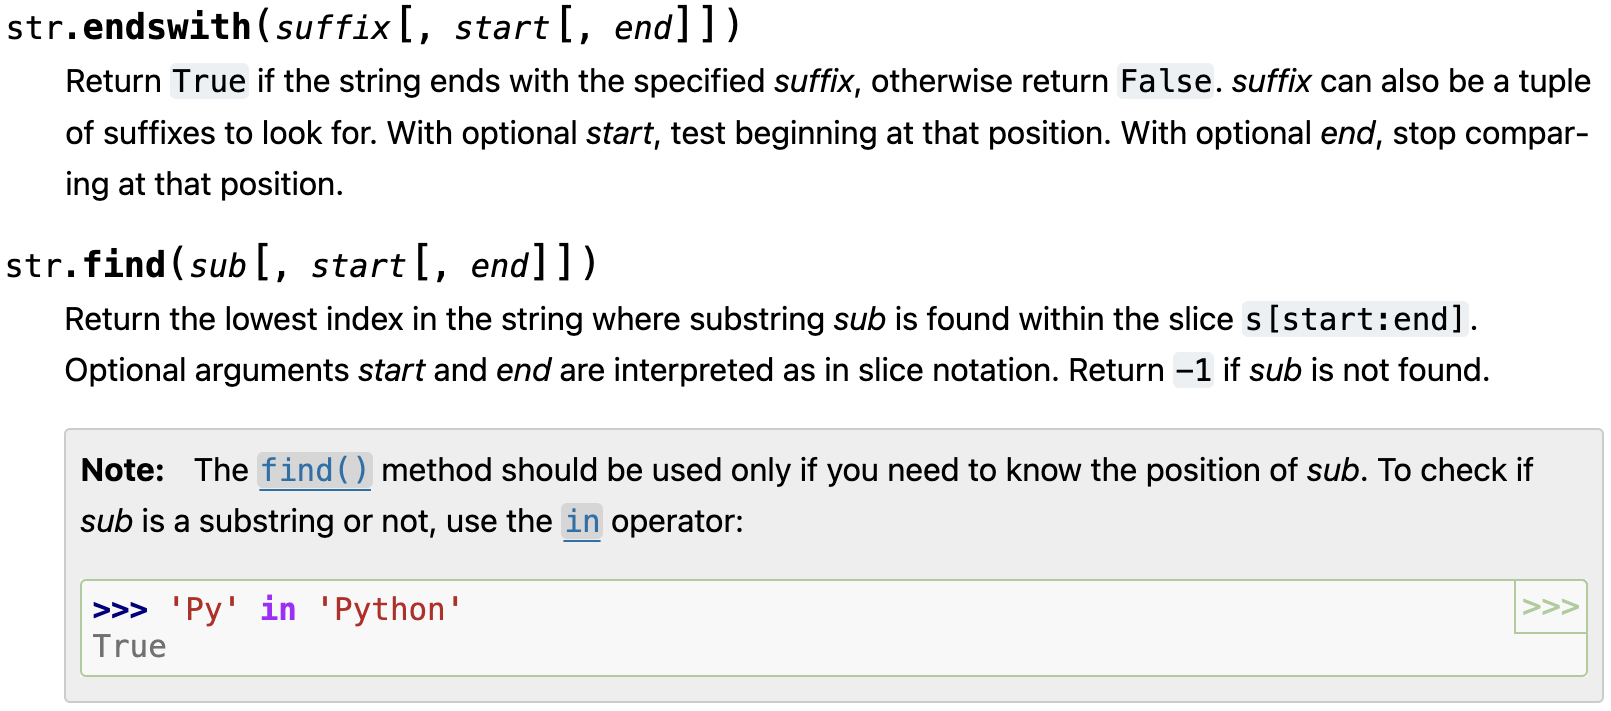 str.endswith(suffix[, start[, end]])
Return True if the string ends with the specified suffix, otherwise return False. suffix can also be a tuple
of suffixes to look for. With optional start, test beginning at that position. With optional end, stop compar-
ing at that position.
str.find(sub[, start[, end]])
Return the lowest index in the string where substring sub is found within the slice s[start:end].
Optional arguments start and end are interpreted as in slice notation. Return -1 if sub is not found.
Note: The find() method should be used only if you need to know the position of sub. To check if
sub is a substring or not, use the in operator:
>>> 'Py' in 'Python' >>>
True